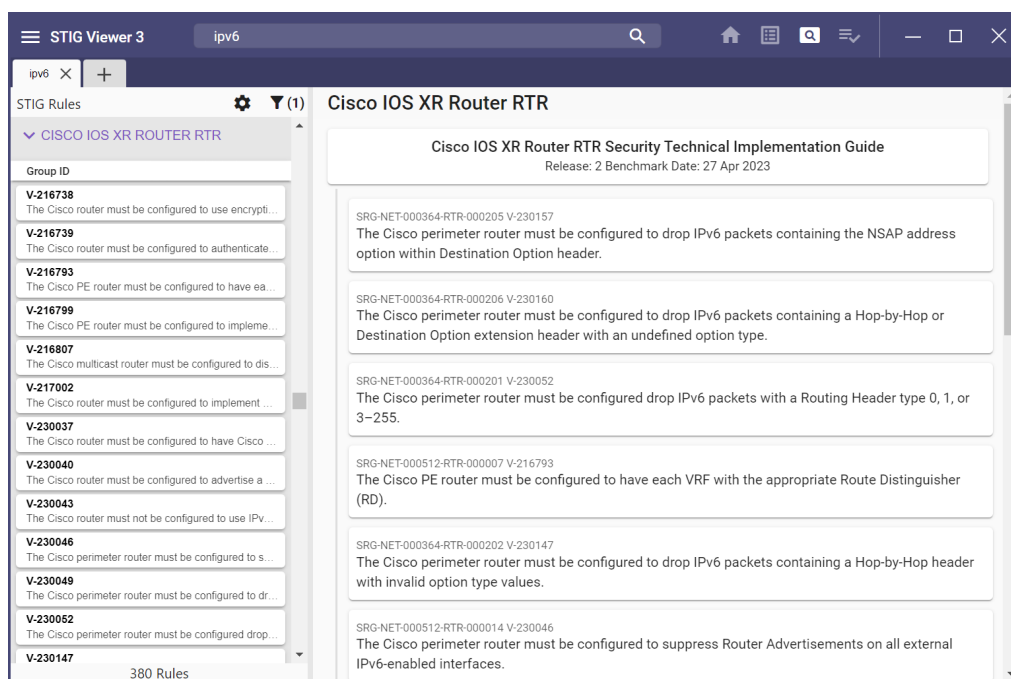 STIG Viewer 3
ipv6
ipv6
STIG Rules
(1)
CISCO IOS XR ROUTER RTR
Group ID
V-216738
The Cisco router must be configured to use encrypti...
V-216739
The Cisco router must be configured to authenticate...
V-216793
The Cisco PE router must be configured to have ea...
V-216799
The Cisco PE router must be configured to impleme...
V-216807
The Cisco multicast router must be configured to dis...
V-217002
The Cisco router must be configured to implement ...
V-230037
The Cisco router must be configured to have Cisco ...
V-230040
The Cisco router must be configured to advertise a ...
V-230043
The Cisco router must not be configured to use IPv...
V-230046
The Cisco perimeter router must be configured to s...
V-230049
The Cisco perimeter router must be configured to dr...
V-230052
The Cisco perimeter router must be configured drop...
V-230147
380 Rules
Cisco IOS XR Router RTR
Cisco IOS XR Router RTR Security Technical Implementation Guide
Release: 2 Benchmark Date: 27 Apr 2023
SRG-NET-000364-RTR-000205 V-230157
The Cisco perimeter router must be configured to drop IPv6 packets containing the NSAP address
option within Destination Option header.
SRG-NET-000364-RTR-000206 V-230160
The Cisco perimeter router must be configured to drop IPv6 packets containing a Hop-by-Hop or
Destination Option extension header with an undefined option type.
SRG-NET-000364-RTR-000201 V-230052
The Cisco perimeter router must be configured drop IPv6 packets with a Routing Header type 0, 1, or
3–255.
SRG-NET-000512-RTR-000007 V-216793
The Cisco PE router must be configured to have each VRF with the appropriate Route Distinguisher
(RD).
SRG-NET-000364-RTR-000202 V-230147
The Cisco perimeter router must be configured to drop IPv6 packets containing a Hop-by-Hop header
with invalid option type values.
SRG-NET-000512-RTR-000014 V-230046
The Cisco perimeter router must be configured to suppress Router Advertisements on all external
IPv6-enabled interfaces.